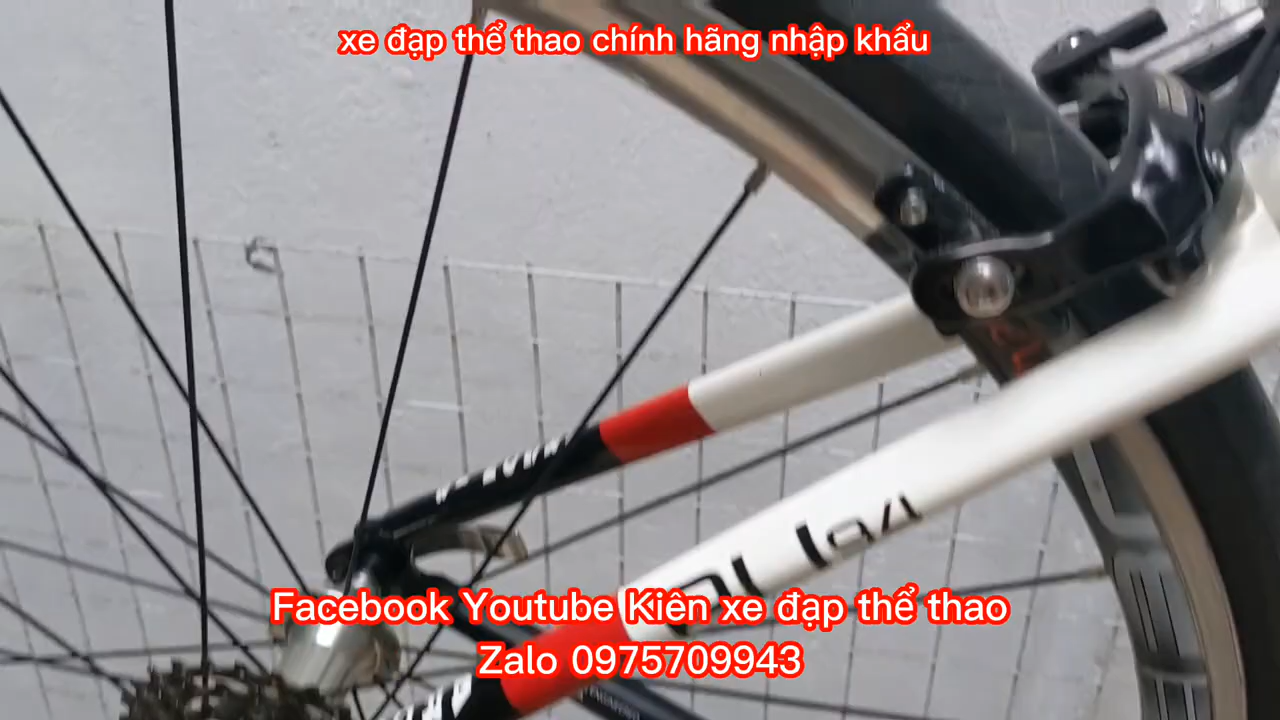 xe đạp thể thao chính hãng nhập khẩu
Facebook Youtube Kiên xe đạp thể thao
Zalo 0975709943